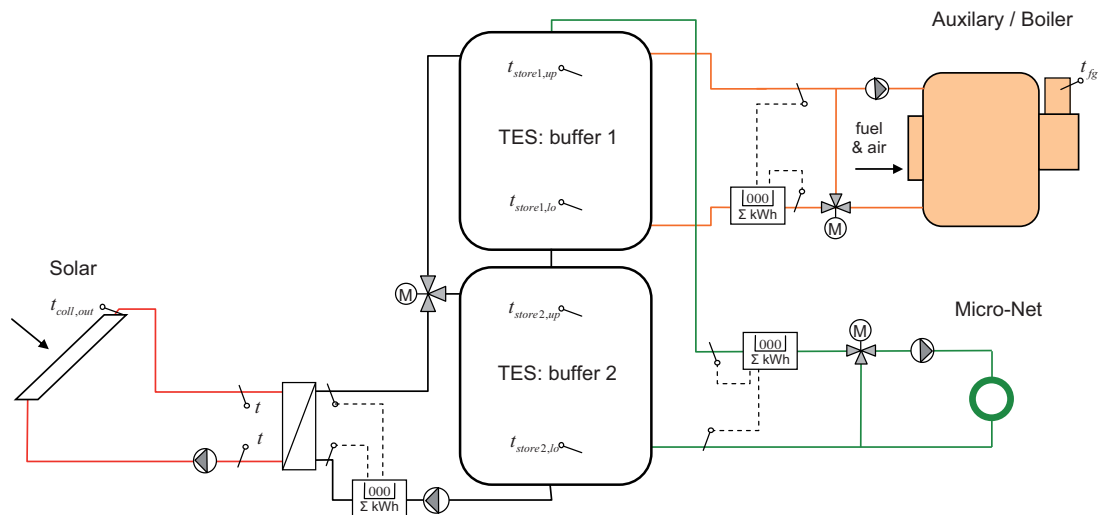 Auxilary / Boiler
t_fg
t_store1,up
TES: buffer 1
fuel
& air
t_store1,lo
000
Σ kWh
M
Solar
M
t_coll,out
t_store2,up
Micro-Net
M
000
Σ kWh
TES: buffer 2
t
t
t_store2,lo
000
Σ kWh